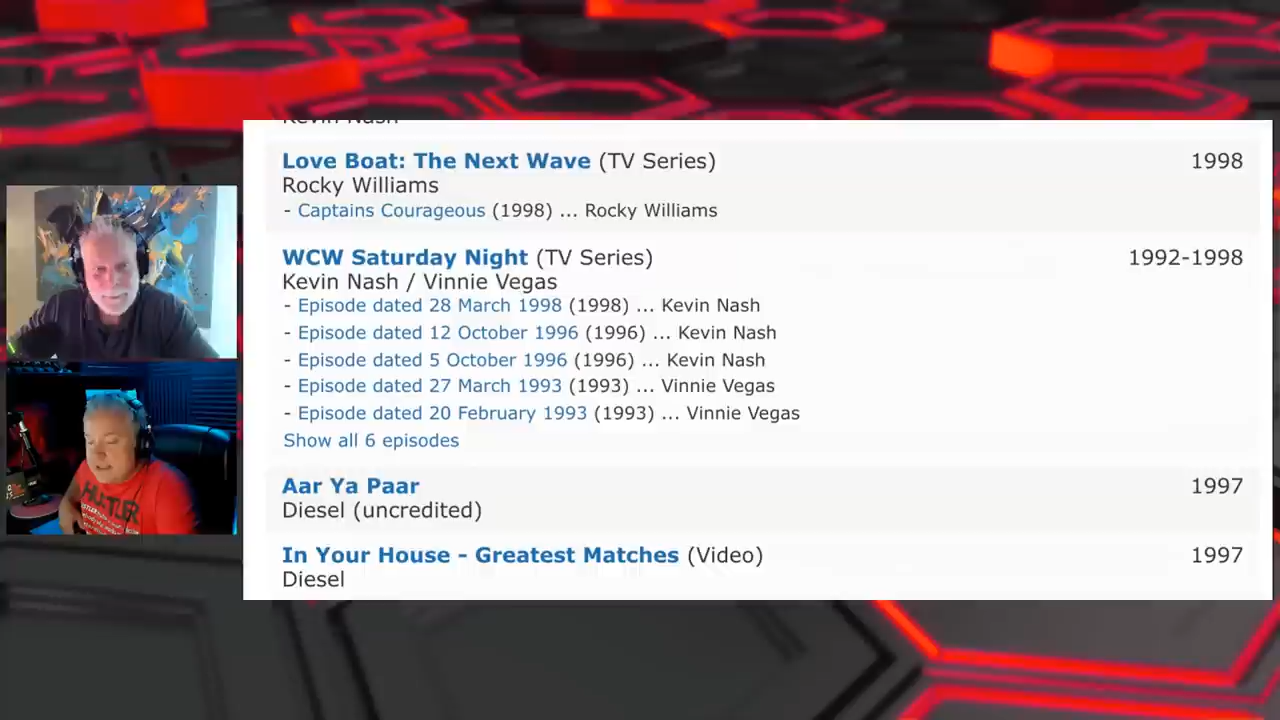 Kevin Nash
Love Boat: The Next Wave (TV Series) 1998
Rocky Williams
- Captains Courageous (1998) ... Rocky Williams
WCW Saturday Night (TV Series) 1992-1998
Kevin Nash / Vinnie Vegas
- Episode dated 28 March 1998 (1998) ... Kevin Nash
- Episode dated 12 October 1996 (1996) ... Kevin Nash
- Episode dated 5 October 1996 (1996) ... Kevin Nash
- Episode dated 27 March 1993 (1993) ... Vinnie Vegas
- Episode dated 20 February 1993 (1993) ... Vinnie Vegas
Show all 6 episodes
Aar Ya Paar 1997
Diesel (uncredited)
In Your House - Greatest Matches (Video) 1997
Diesel
HUSTLER